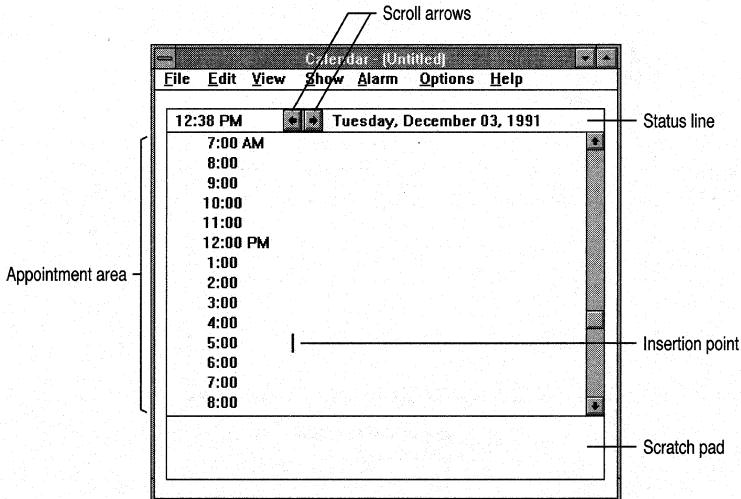 Scroll arrows
Calendar - [Untitled]
File Edit View Show Alarm Options Help
12:38 PM Tuesday, December 03, 1991
Status line
7:00 AM
8:00
9:00
10:00
11:00
12:00 PM
1:00
Appointment area
2:00
3:00
4:00
5:00
Insertion point
6:00
7:00
8:00
Scratch pad